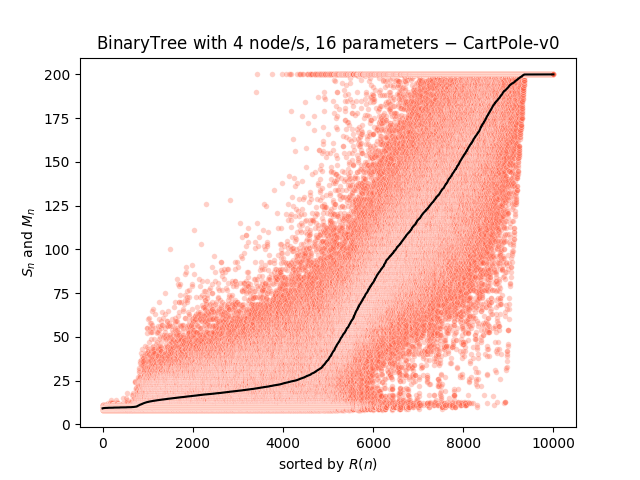 BinaryTree with 4 node/s, 16 parameters − CartPole-v0
200
175
150
125
100
75
50
25
0
S_n and M_n
0 2000 4000 6000 8000 10000
sorted by R(n)